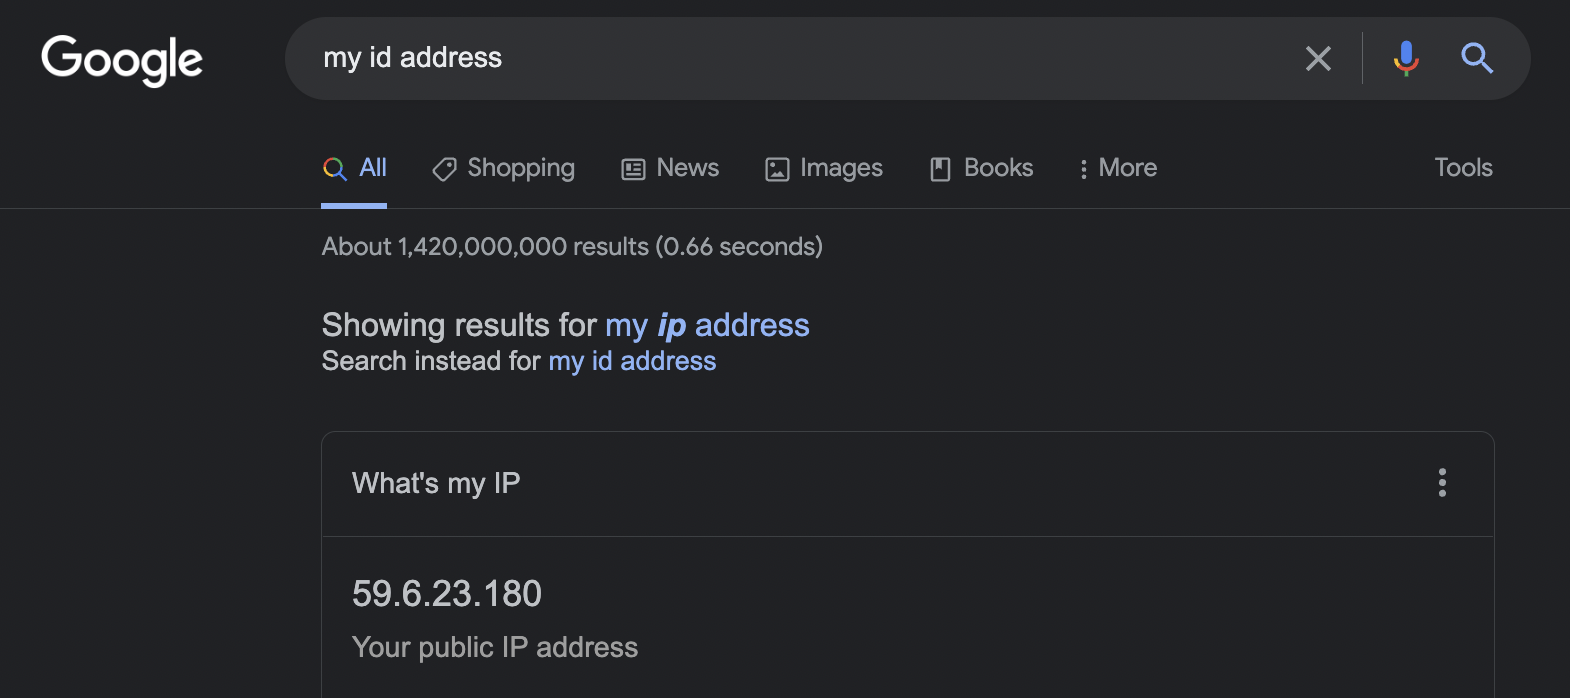 Google
my id address
All Shopping News Images Books More Tools
About 1,420,000,000 results (0.66 seconds)
Showing results for my ip address
Search instead for my id address
What's my IP
59.6.23.180
Your public IP address